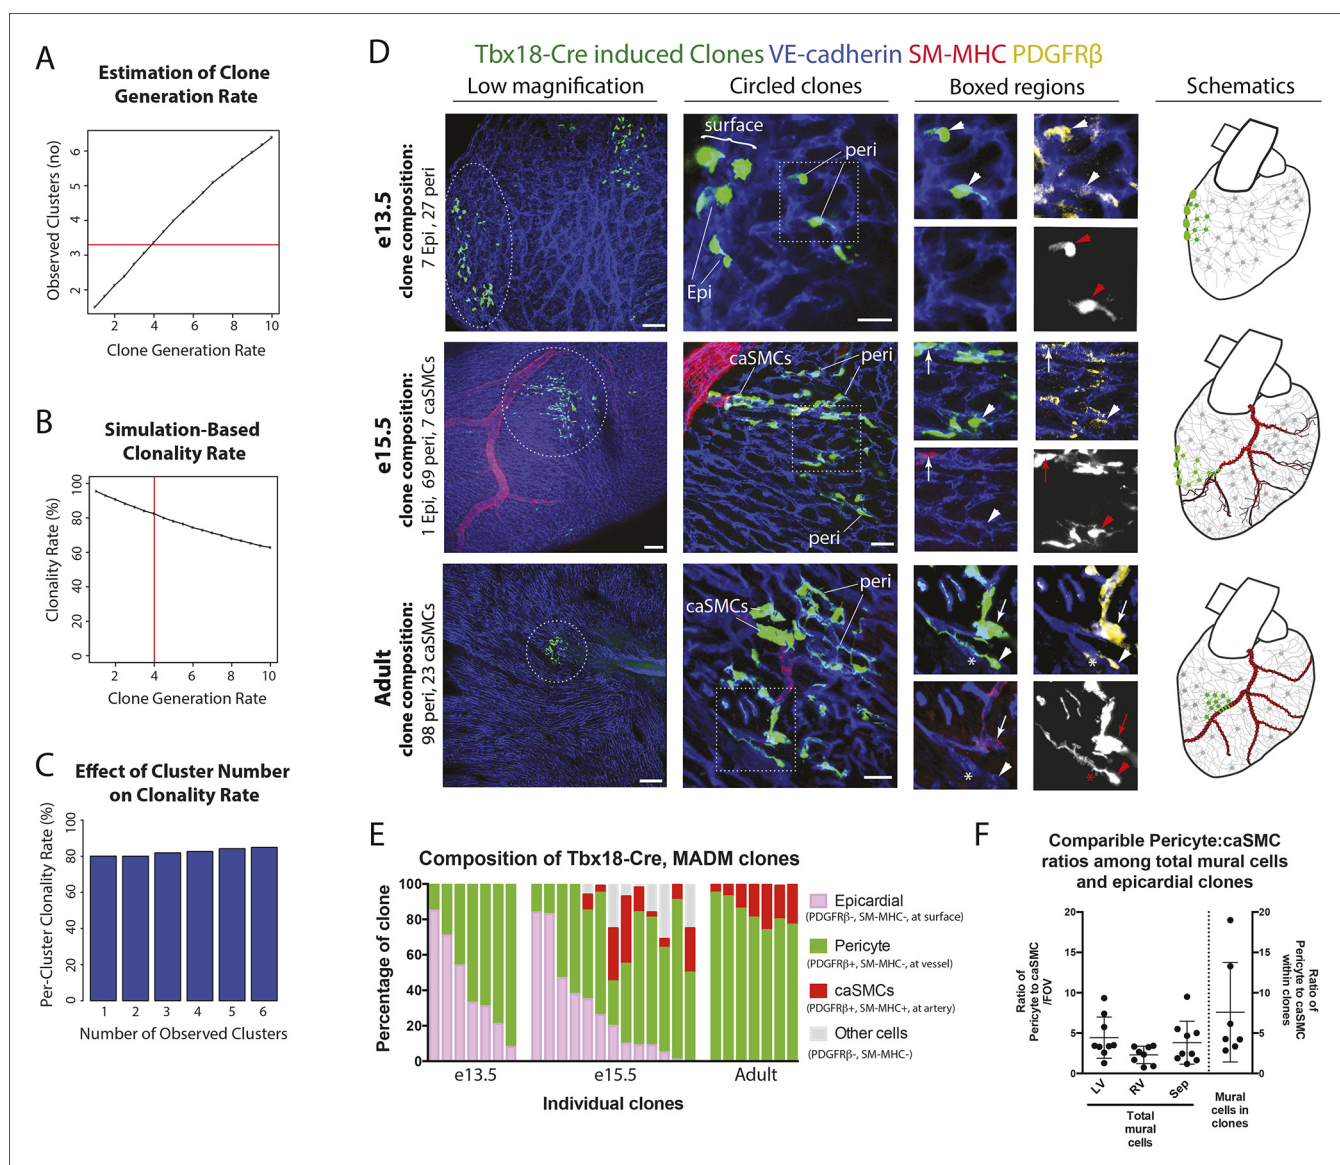 A
Estimation of Clone
Generation Rate
Observed Clusters (no)
6
5
4
3
2
2 4 6 8 10
Clone Generation Rate
B
Simulation-Based
Clonality Rate
Clonality Rate (%)
100
80
60
40
20
0
2 4 6 8 10
Clone Generation Rate
C
Effect of Cluster Number
on Clonality Rate
Per-Cluster Clonality Rate (%)
100
80
60
40
20
0
1 2 3 4 5 6
Number of Observed Clusters
D
Tbx18-Cre induced Clones VE-cadherin SM-MHC PDGFRβ
Low magnification Circled clones Boxed regions Schematics
e13.5
clone composition:
7 Epi, 27 peri
surface
peri
Epi
e15.5
clone composition:
1 Epi, 69 peri, 7 caSMCs
caSMCs
peri
peri
Adult
clone composition:
98 peri, 23 caSMCs
peri
caSMCs
*
*
*
E
Composition of Tbx18-Cre, MADM clones
Percentage of clone
100
80
60
40
20
0
e13.5 e15.5 Adult
Individual clones
Epicardial
(PDGFRβ-, SM-MHC-, at surface)
Pericyte
(PDGFRβ+, SM-MHC-, at vessel)
caSMCs
(PDGFRβ+, SM-MHC+, at artery)
Other cells
(PDGFRβ-, SM-MHC-)
F
Comparible Pericyte:caSMC
ratios among total mural cells
and epicardial clones
Ratio of
Pericyte to caSMC
/FOV
20
15
10
5
0
LV RV Sep
Total
mural
cells
Mural
cells in
clones
20
15
10
5
0
Ratio of
Pericyte to caSMC
within clones